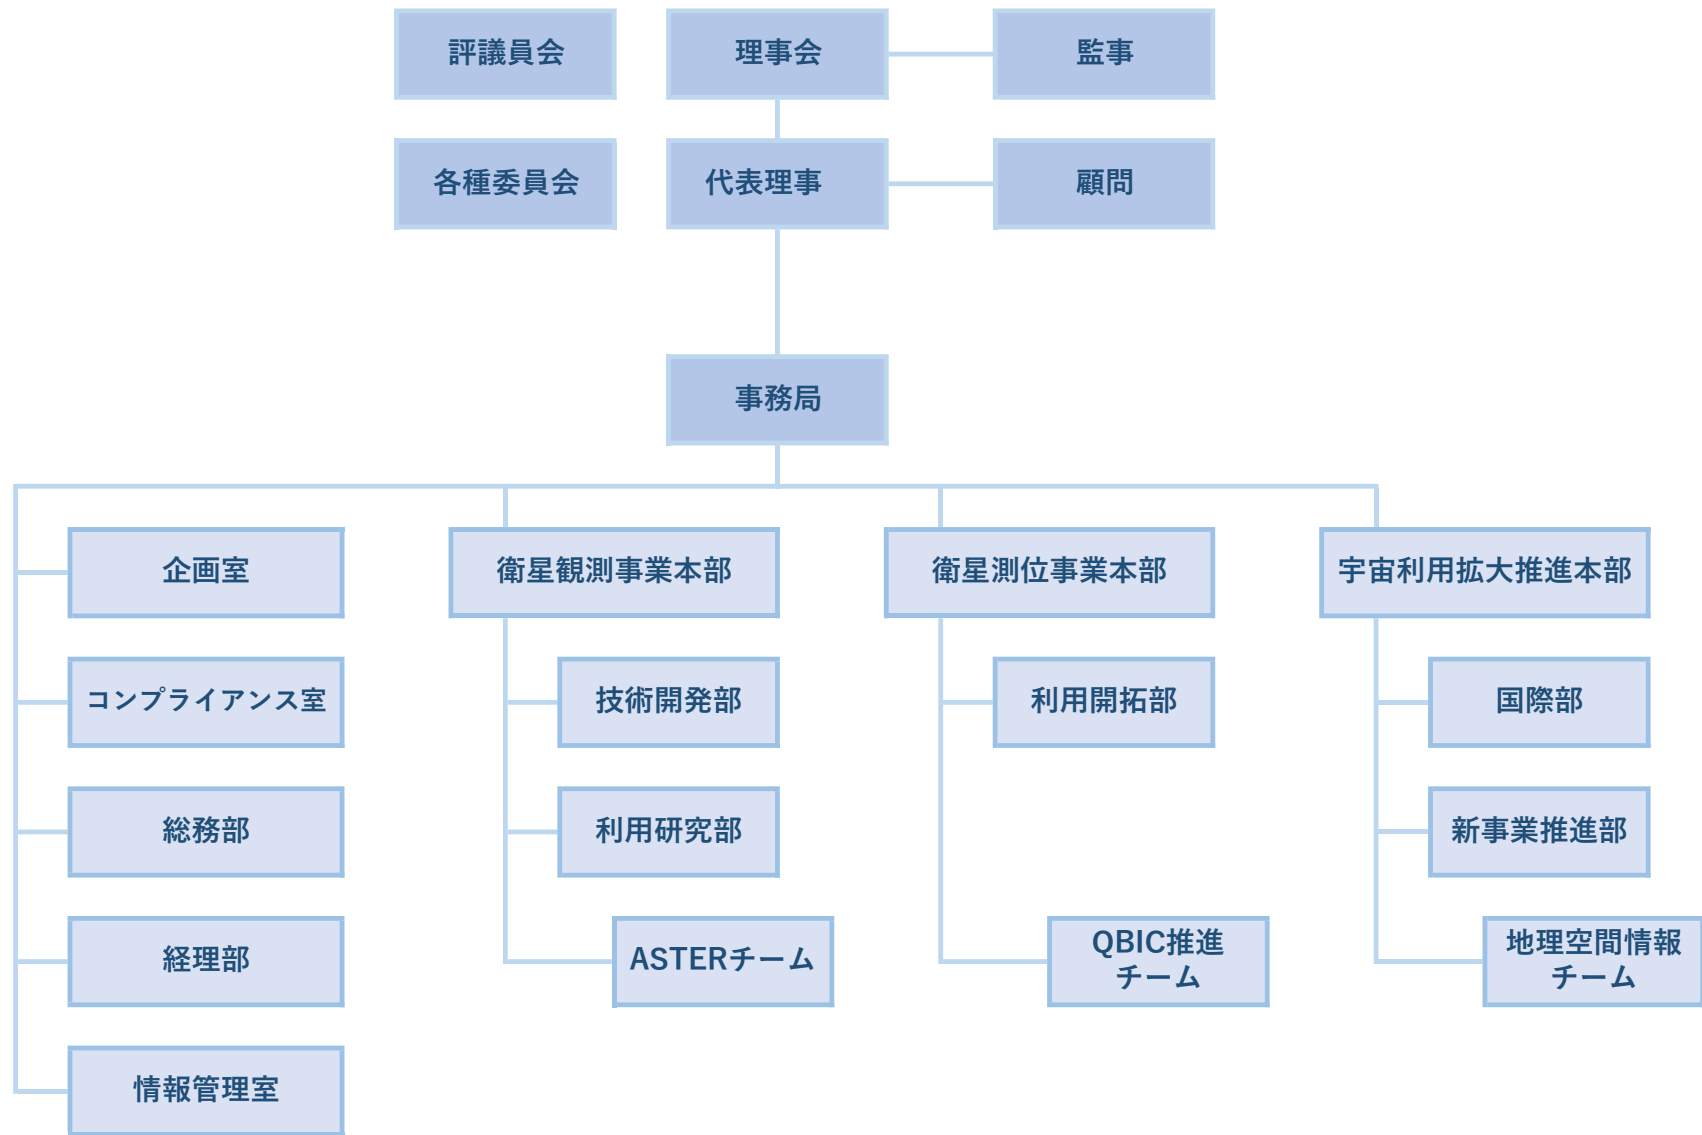 評議員会
理事会
監事
各種委員会
代表理事
顧問
事務局
企画室
コンプライアンス室
総務部
経理部
情報管理室
衛星観測事業本部
技術開発部
利用研究部
ASTERチーム
衛星測位事業本部
利用開拓部
QBIC推進
チーム
宇宙利用拡大推進本部
国際部
新事業推進部
地理空間情報
チーム